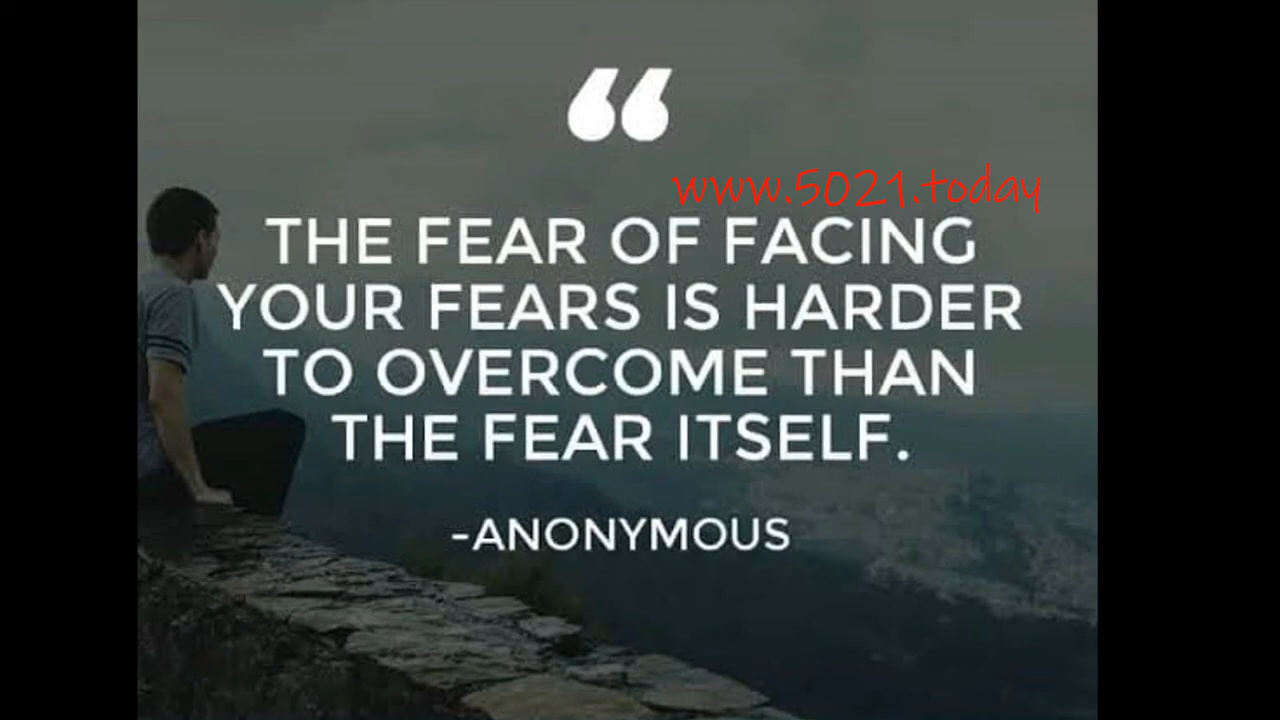 “
www.5021.today
THE FEAR OF FACING
YOUR FEARS IS HARDER
TO OVERCOME THAN
THE FEAR ITSELF.
-ANONYMOUS